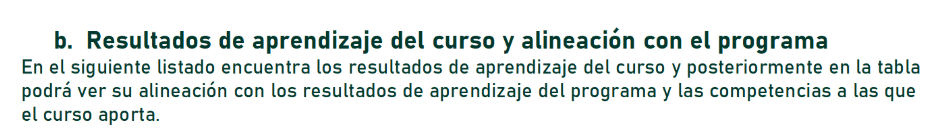 b. Resultados de aprendizaje del curso y alineación con el programa
En el siguiente listado encuentra los resultados de aprendizaje del curso y posteriormente en la tabla
podrá ver su alineación con los resultados de aprendizaje del programa y las competencias a las que
el curso aporta.